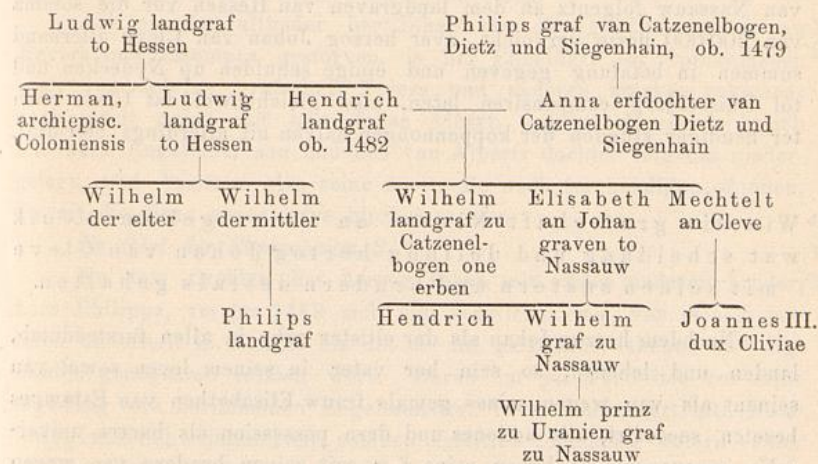 Ludwig landgraf
to Hessen
Philips graf van Catzenelbogen,
Dietz und Siegenhain, ob. 1479
Herman,
archiepisc.
Coloniensis
Ludwig
landgraf
to Hessen
Hendrich
landgraf
ob. 1482
Anna erfdochter van
Catzenelbogen Dietz und
Siegenhain
Wilhelm
der elter
Wilhelm
der mittler
Wilhelm
landgraf zu
Catzenel-
bogen one
erben
Elisabeth
an Johan
graven to
Nassauw
Mechtelt
an Cleve
Philips
landgraf
Hendrich
Wilhelm
graf zu
Nassauw
Joannes III.
dux Cliviae
Wilhelm prinz
zu Uranien graf
zu Nassauw